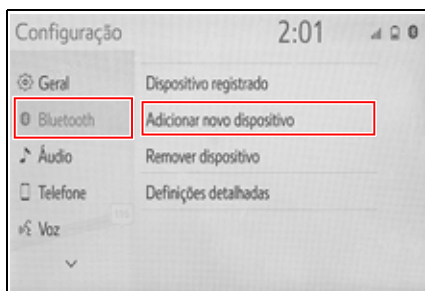 Configuração 2:01
Geral
Dispositivo registrado
Bluetooth
Adicionar novo dispositivo
Áudio
Remover dispositivo
Telefone
Definições detalhadas
Voz